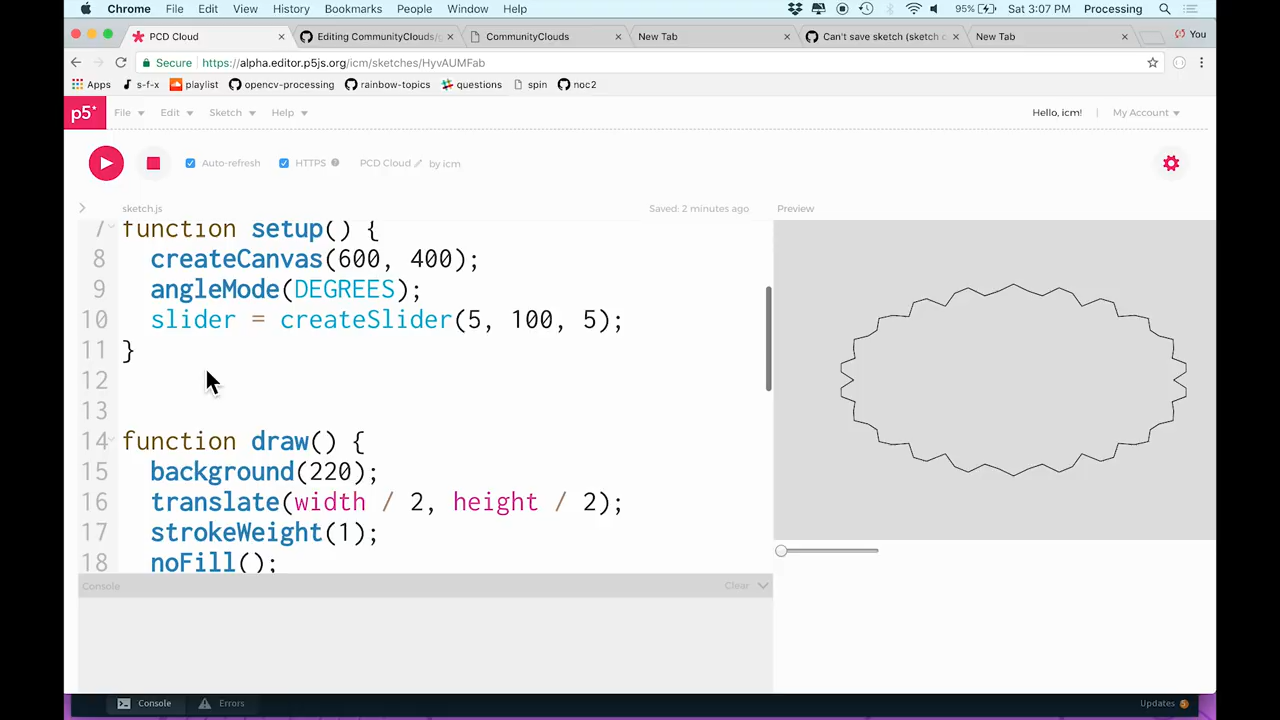 Chrome File Edit View History Bookmarks People Window Help 95% Sat 3:07 PM Processing
PCD Cloud Editing CommunityClouds/ CommunityClouds New Tab Can't save sketch (sketch c New Tab You
Secure https://alpha.editor.p5js.org/icm/sketches/HyvAUMFab
Apps s-f-x playlist opencv-processing rainbow-topics questions spin noc2
p5* File Edit Sketch Help Hello, icm! | My Account
Auto-refresh HTTPS ? PCD Cloud by icm
sketch.js Saved: 2 minutes ago Preview
7 function setup() {
8 createCanvas(600, 400);
9 angleMode(DEGREES);
10 slider = createSlider(5, 100, 5);
11 }
12
13
14 function draw() {
15 background(220);
16 translate(width / 2, height / 2);
17 strokeWeight(1);
18 noFill();
Console Clear
Console Errors Updates 5